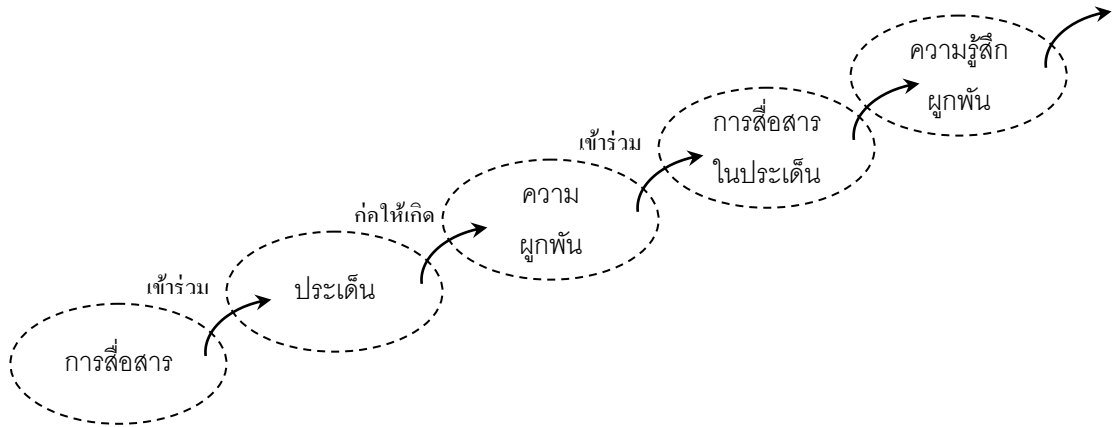 การสื่อสาร
เข้าร่วม
ประเด็น
ก่อให้เกิด
ความ
ผูกพัน
เข้าร่วม
การสื่อสาร
ในประเด็น
ความรู้สึก
ผูกพัน